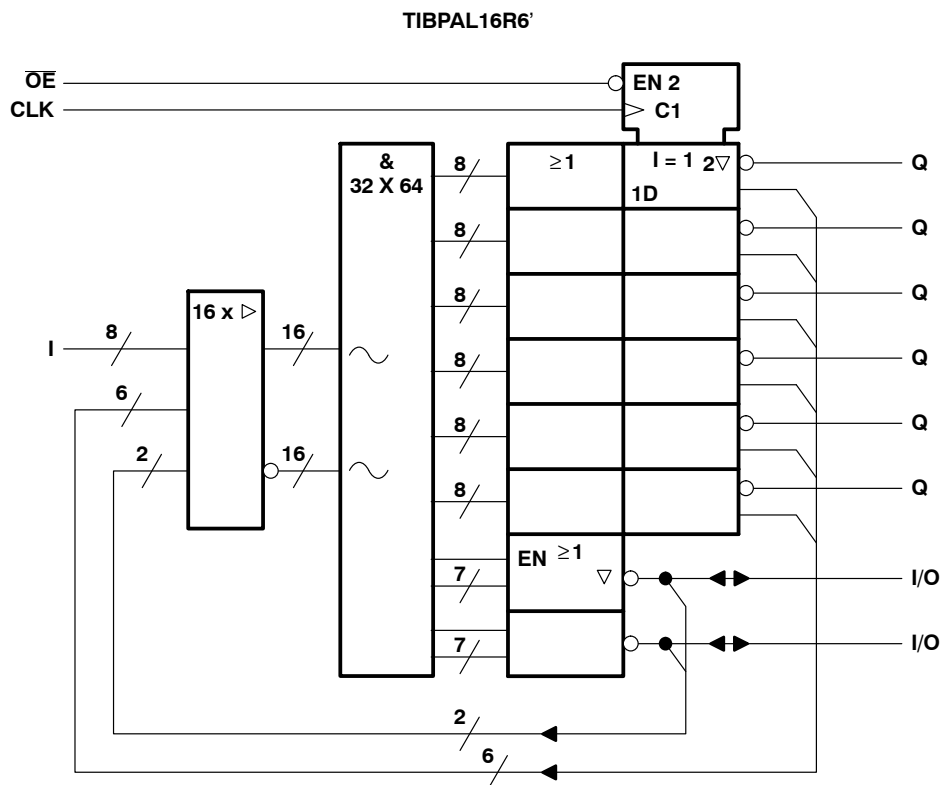 TIBPAL16R6’
OE
EN 2
CLK
C1
&
32 X 64
8
≥1
I = 1
2▽
Q
1D
8
Q
8
Q
16 x ▷
I
8
16
8
Q
6
8
Q
2
16
8
Q
EN ≥1
▽
7
I/O
7
I/O
2
6